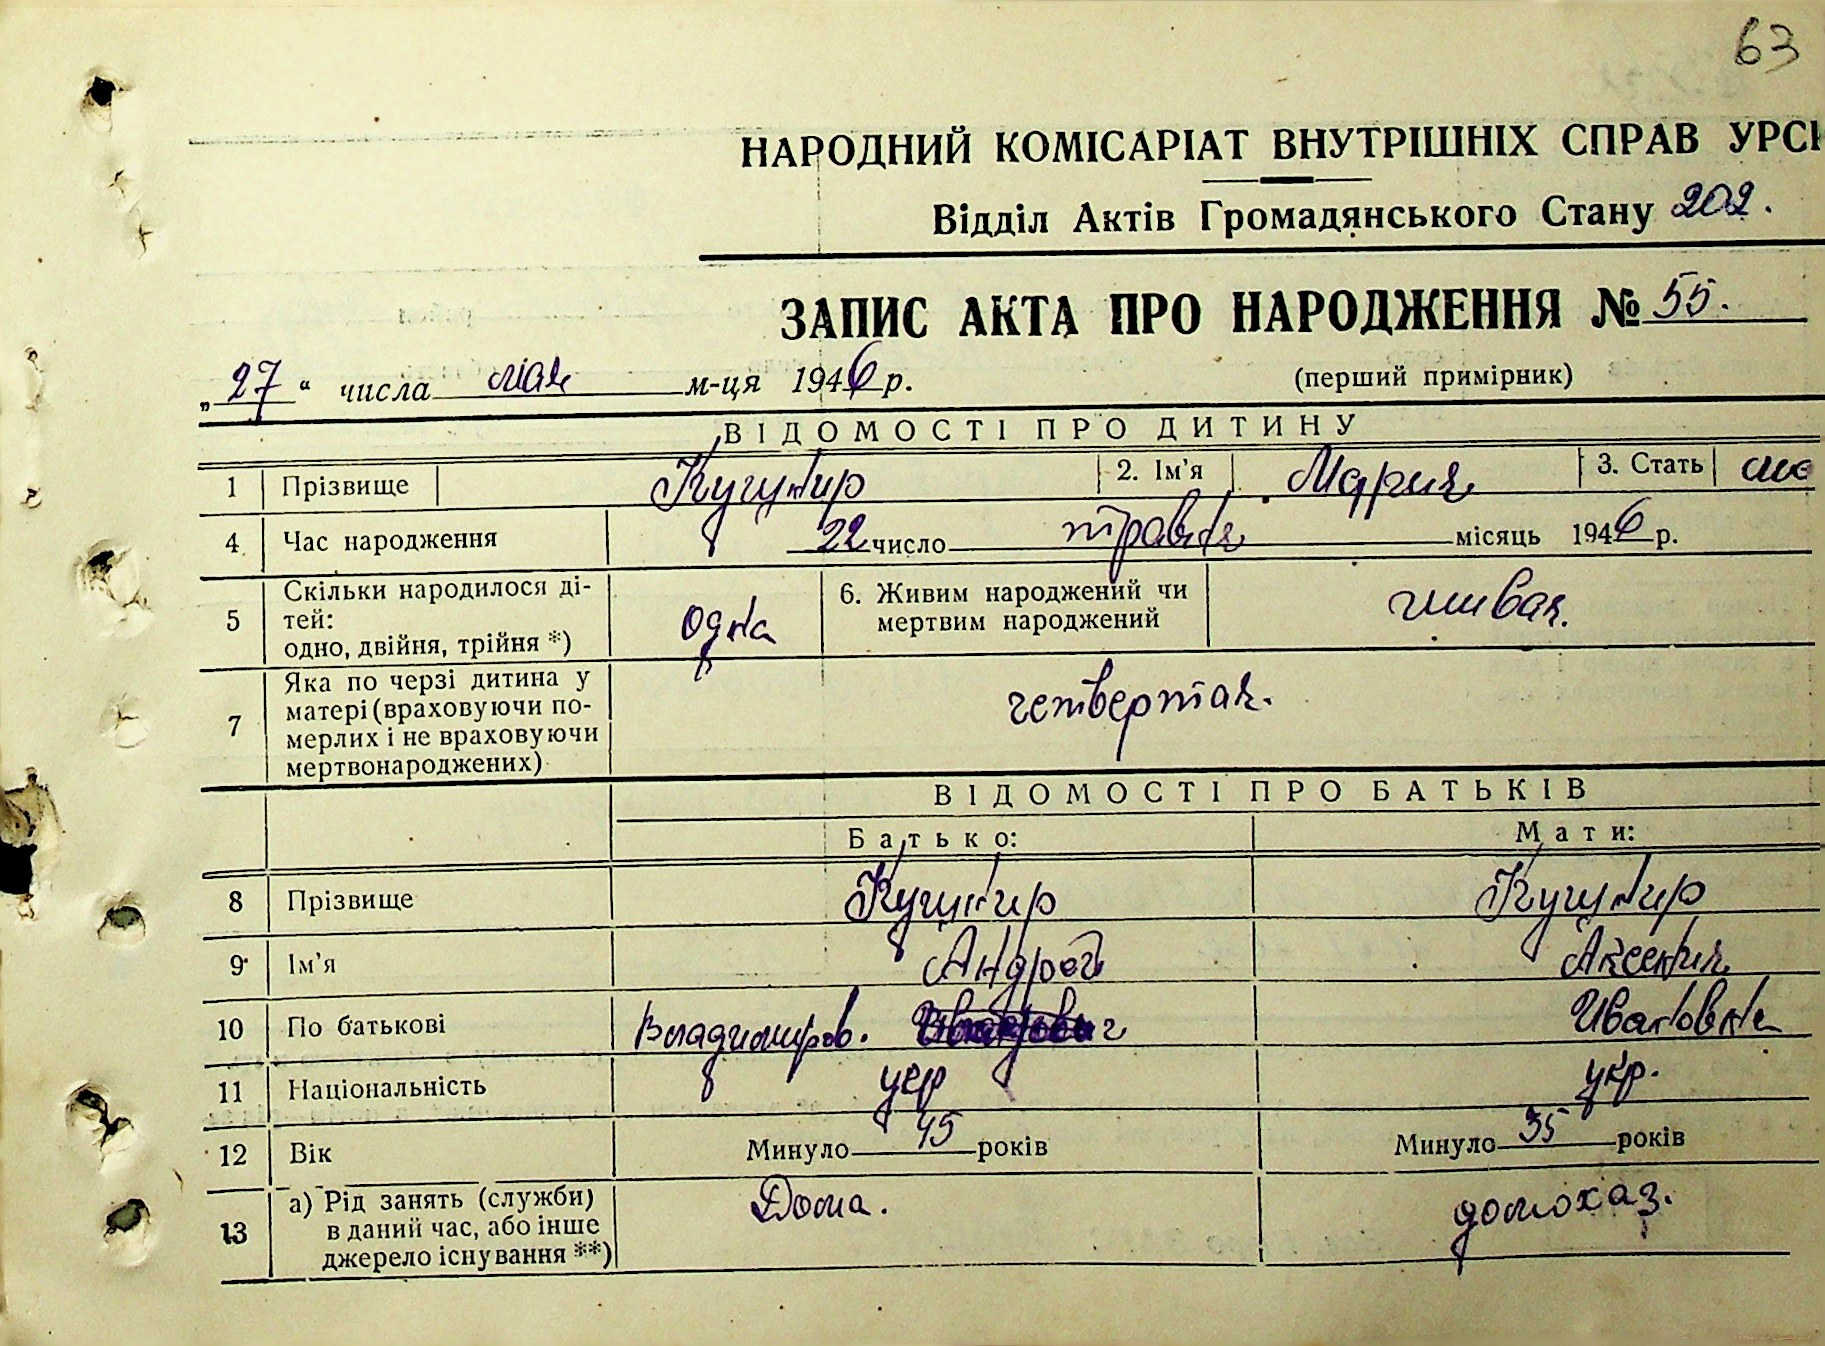 63
НАРОДНИЙ КОМІСАРІАТ ВНУТРІШНІХ СПРАВ УРСР
Відділ Актів Громадянського Стану 202.
ЗАПИС АКТА ПРО НАРОДЖЕННЯ № 55.
„27“ числа мая м-ця 1946 р. (перший примірник)
ВІДОМОСТІ ПРО ДИТИНУ
1 Прізвище Кушнир 2. Ім'я Мария 3. Стать
4 Час народження 22 число травня місяць 1946 р.
5 Скільки народилося ді-
тей:
одно, двійня, трійня *) одна
6. Живим народжений чи
мертвим народжений живая.
7 Яка по черзі дитина у
матері (враховуючи по-
мерлих і не враховуючи
мертвонароджених) четвертая.
ВІДОМОСТІ ПРО БАТЬКІВ
Батько: Мати:
8 Прізвище Кушнир Кушнир
9 Ім'я Андрей Аксения
10 По батькові Владимиров. Ивановна
11 Національність укр укр.
12 Вік Минуло 45 років Минуло 35 років
13 а) Рід занять (служби)
в даний час, або інше
джерело існування **) Дома. домохаз.